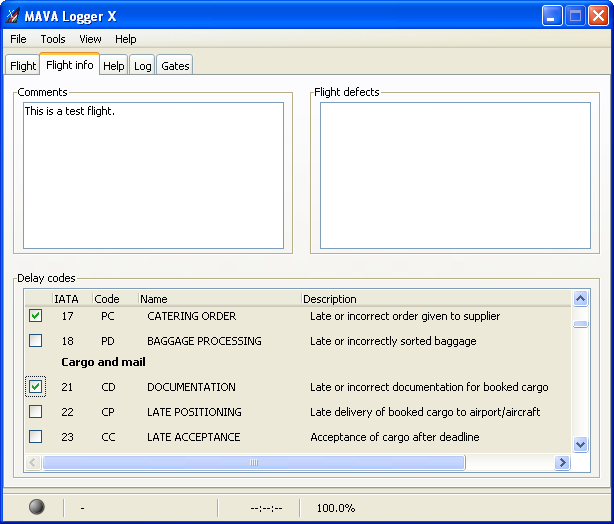 MAVA Logger X
File Tools View Help
Flight Flight info Help Log Gates
Comments
This is a test flight.
Flight defects
Delay codes
IATA Code Name Description
17 PC CATERING ORDER Late or incorrect order given to supplier
18 PD BAGGAGE PROCESSING Late or incorrectly sorted baggage
Cargo and mail
21 CD DOCUMENTATION Late or incorrect documentation for booked cargo
22 CP LATE POSITIONING Late delivery of booked cargo to airport/aircraft
23 CC LATE ACCEPTANCE Acceptance of cargo after deadline
- --:--:-- 100.0%